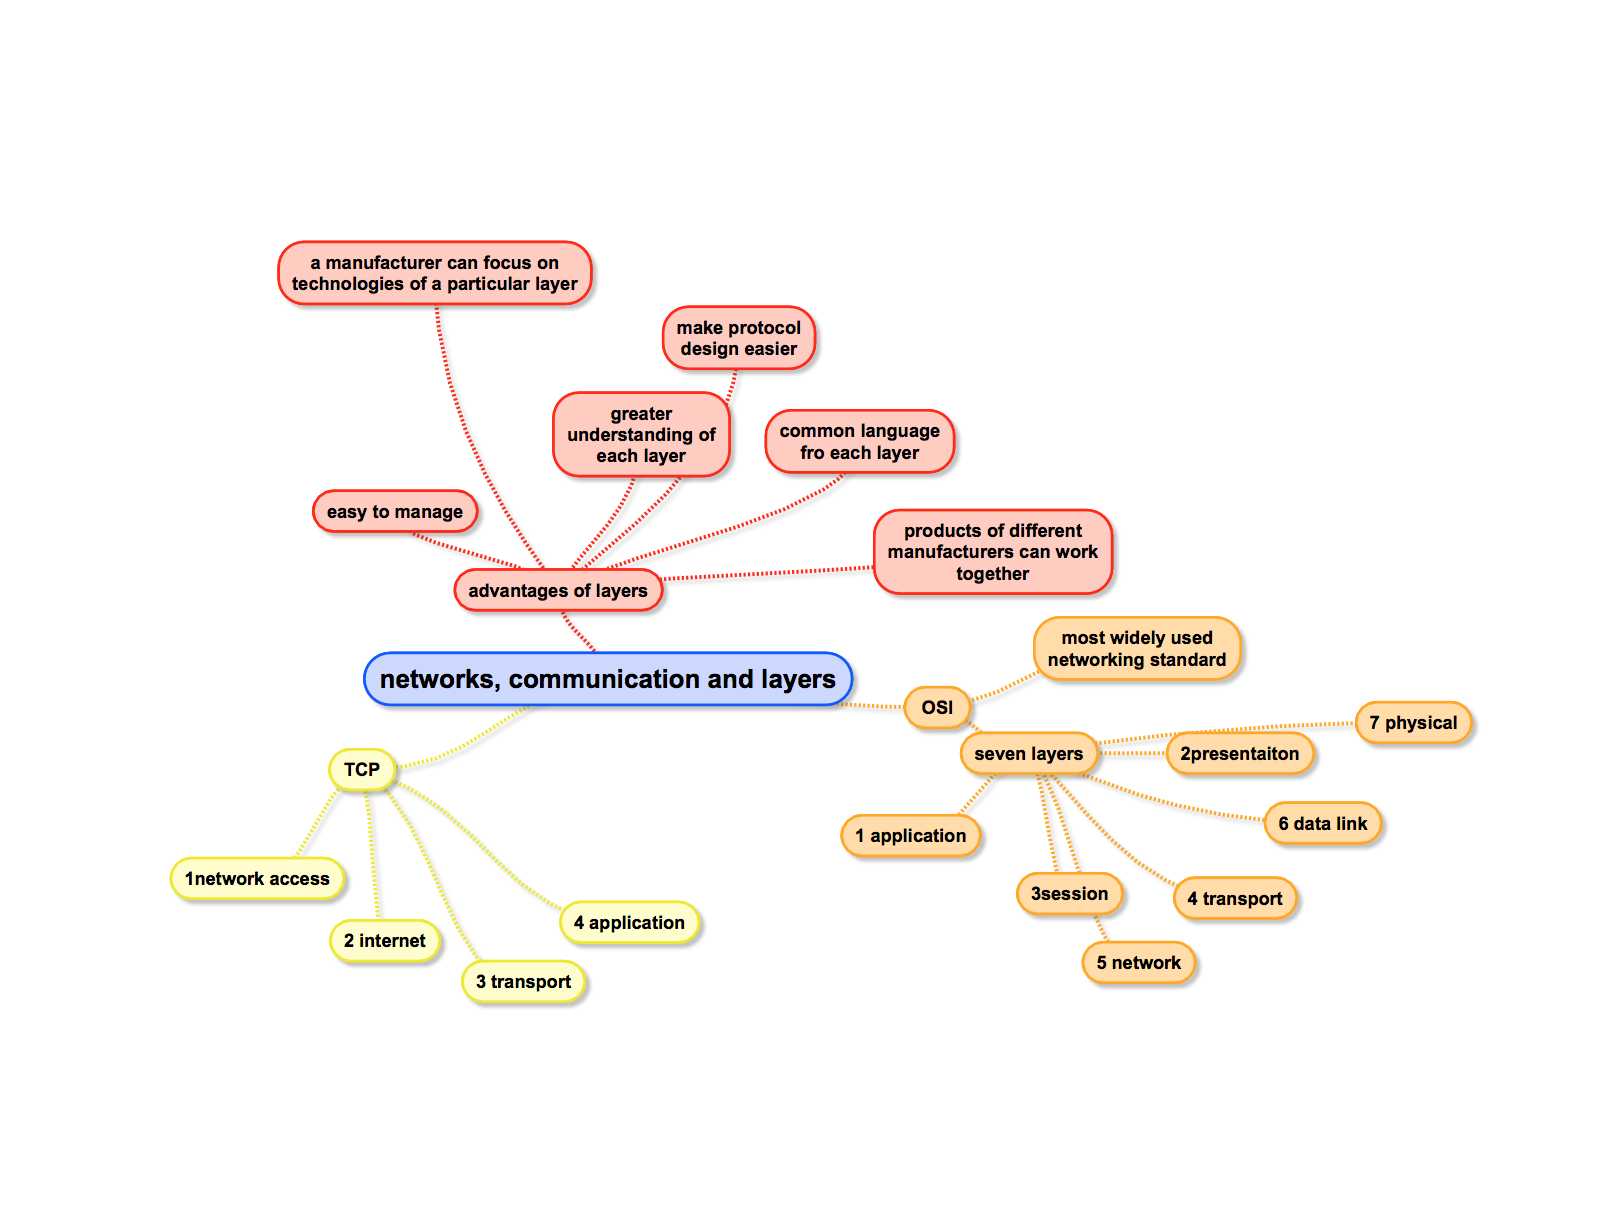 a manufacturer can focus on
technologies of a particular layer
make protocol
design easier
greater
understanding of
each layer
common language
fro each layer
easy to manage
products of different
manufacturers can work
together
advantages of layers
most widely used
networking standard
networks, communication and layers
OSI
7 physical
seven layers
2presentaiton
TCP
6 data link
1 application
1network access
3session
4 transport
4 application
2 internet
5 network
3 transport